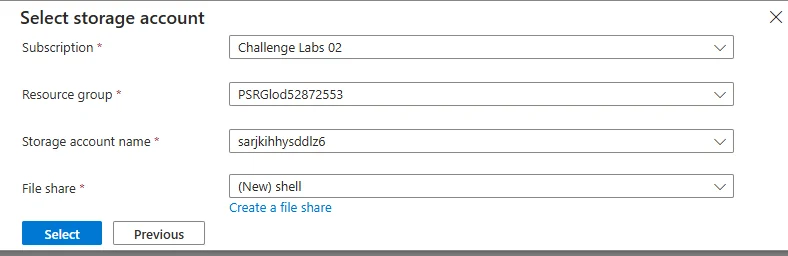 Select storage account
Subscription *
Challenge Labs 02
Resource group *
PSRGlod52872553
Storage account name *
sarjkihhysddlz6
File share *
(New) shell
Create a file share
Select
Previous